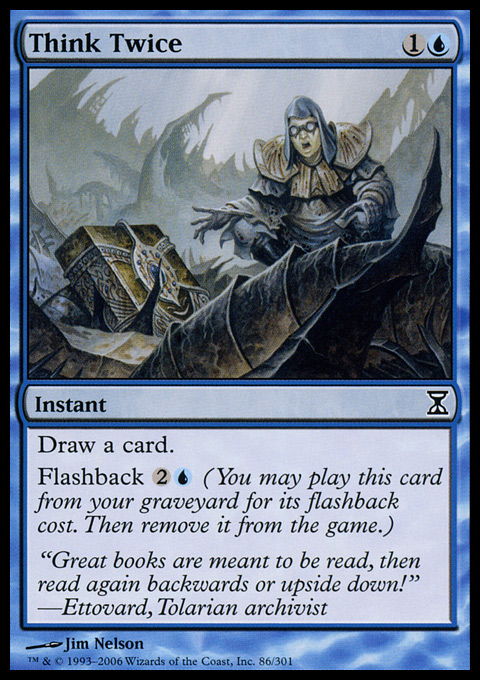 Think Twice 1
Instant
Draw a card.
Flashback 2 (You may play this card
from your graveyard for its flashback
cost. Then remove it from the game.)
“Great books are meant to be read, then
read again backwards or upside down!”
—Ettovard, Tolarian archivist
Jim Nelson
™ & © 1993–2006 Wizards of the Coast, Inc. 86/301